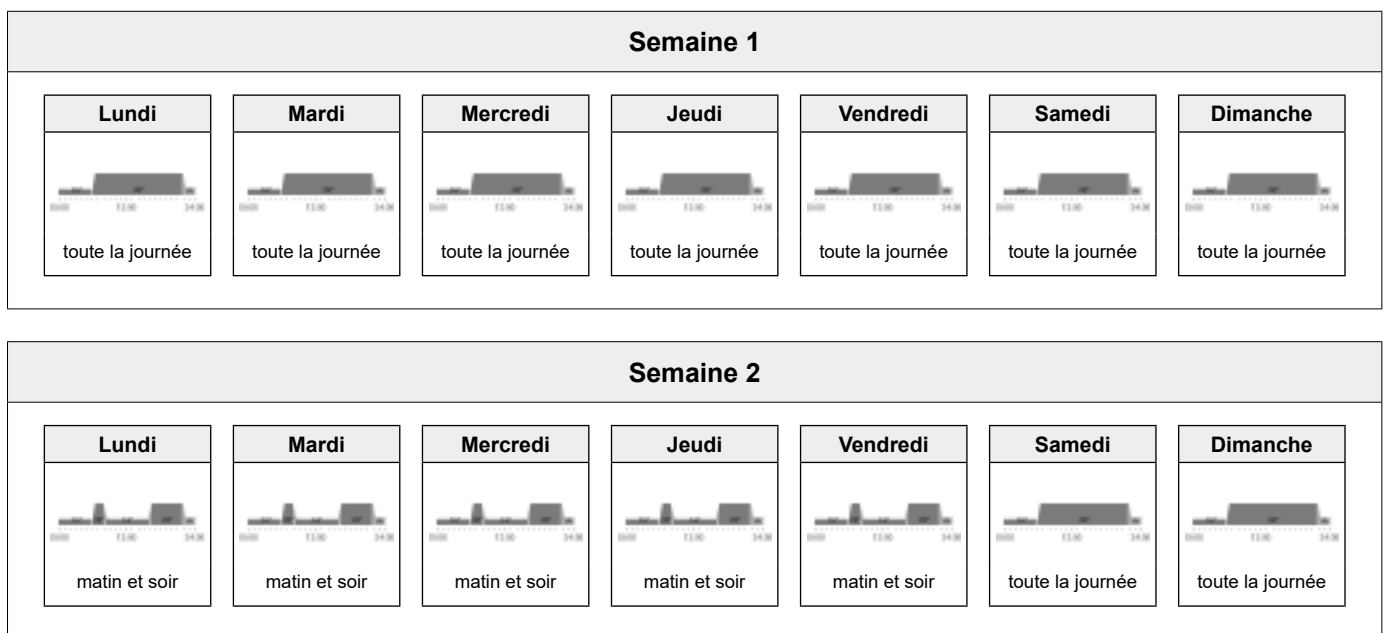 Semaine 1
Lundi Mardi Mercredi Jeudi Vendredi Samedi Dimanche
toute la journée toute la journée toute la journée toute la journée toute la journée toute la journée toute la journée
Semaine 2
Lundi Mardi Mercredi Jeudi Vendredi Samedi Dimanche
matin et soir matin et soir matin et soir matin et soir matin et soir toute la journée toute la journée